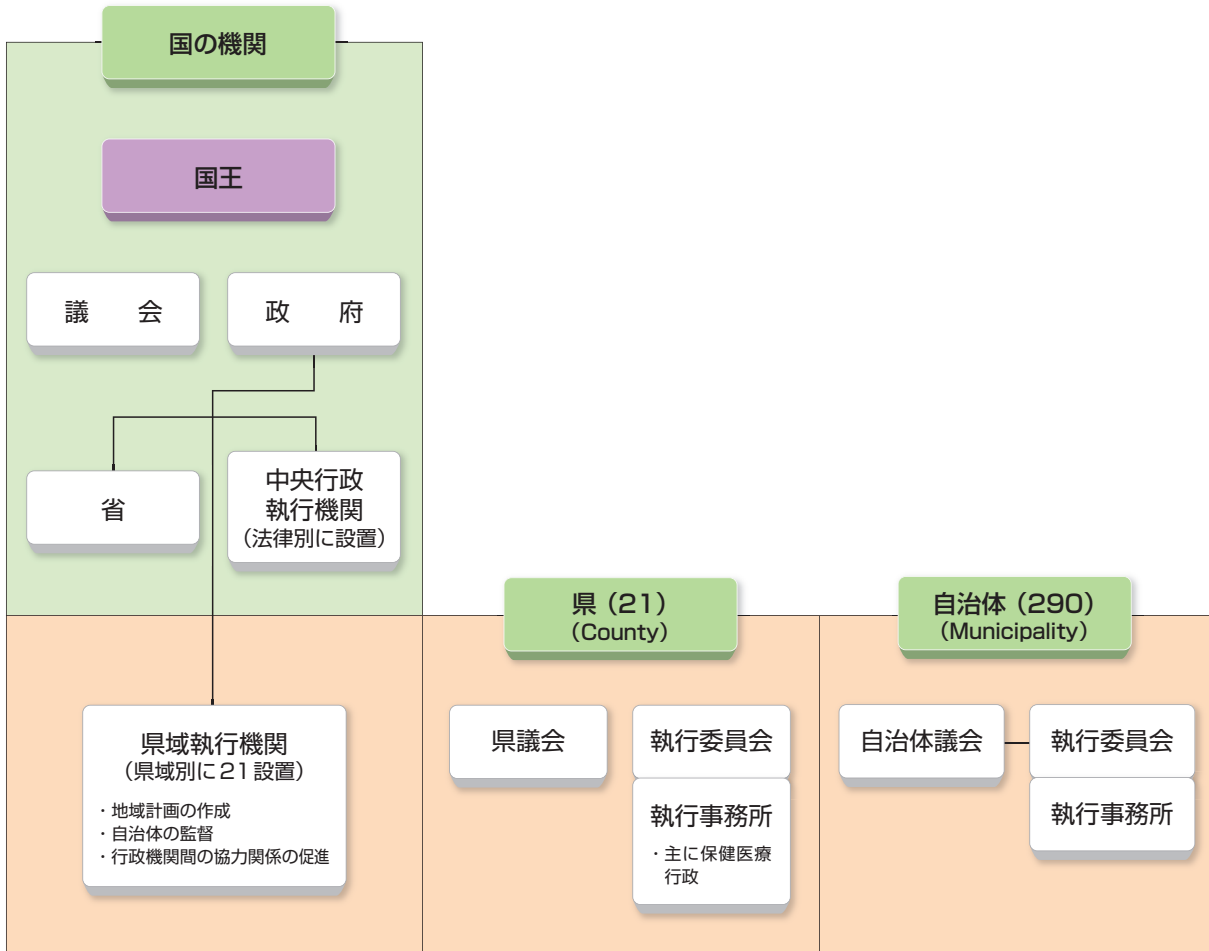 国の機関
国王
議　会
政　府
省
中央行政
執行機関
（法律別に設置）
県域執行機関
（県域別に21設置）
・地域計画の作成
・自治体の監督
・行政機関間の協力関係の促進
県（21）
（County）
県議会
執行委員会
執行事務所
・主に保健医療
行政
自治体（290）
（Municipality）
自治体議会
執行委員会
執行事務所